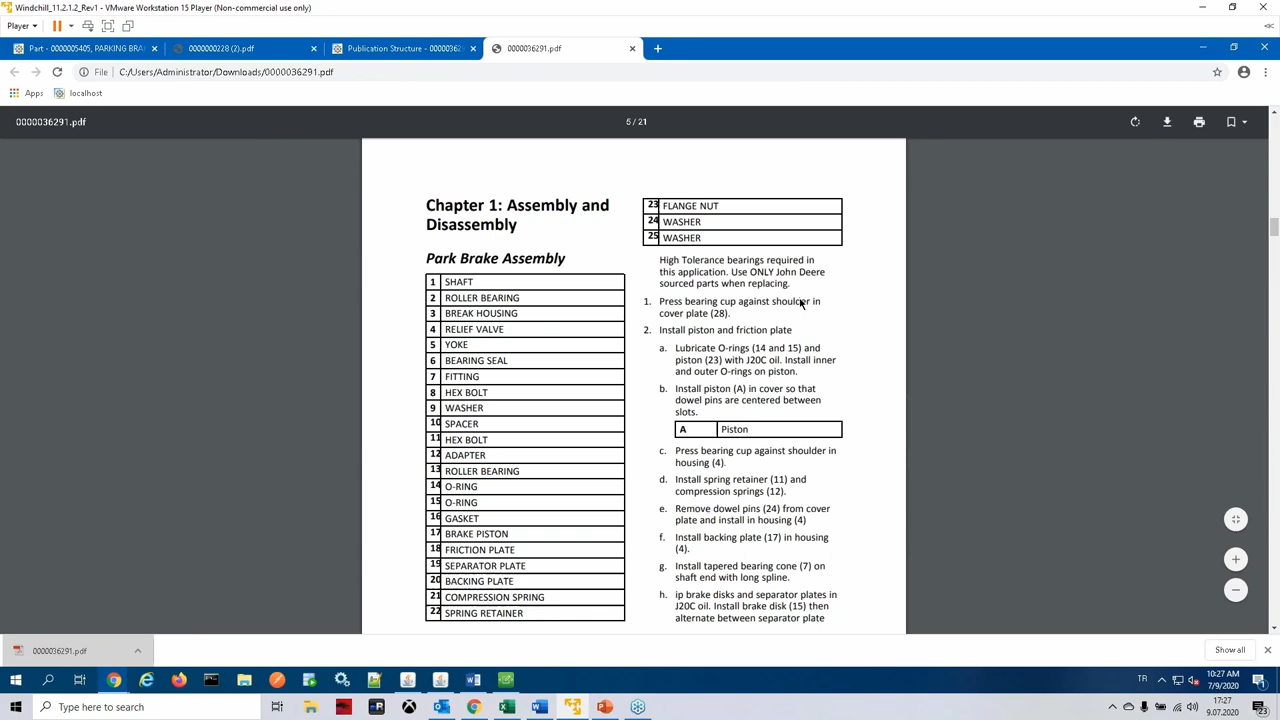 Windchill_11.2.1.2_Rev1 - VMware Workstation 15 Player (Non-commercial use only)
Player
Part - 0000005405, PARKING BRA
0000000228 (2).pdf
Publication Structure - 00000362
0000036291.pdf
File
C:/Users/Administrator/Downloads/0000036291.pdf
Apps
localhost
0000036291.pdf
5 / 21
Chapter 1: Assembly and
Disassembly
Park Brake Assembly
1 SHAFT
2 ROLLER BEARING
3 BREAK HOUSING
4 RELIEF VALVE
5 YOKE
6 BEARING SEAL
7 FITTING
8 HEX BOLT
9 WASHER
10 SPACER
11 HEX BOLT
12 ADAPTER
13 ROLLER BEARING
14 O-RING
15 O-RING
16 GASKET
17 BRAKE PISTON
18 FRICTION PLATE
19 SEPARATOR PLATE
20 BACKING PLATE
21 COMPRESSION SPRING
22 SPRING RETAINER
23 FLANGE NUT
24 WASHER
25 WASHER
High Tolerance bearings required in
this application. Use ONLY John Deere
sourced parts when replacing.
1. Press bearing cup against shoulder in
cover plate (28).
2. Install piston and friction plate
a. Lubricate O-rings (14 and 15) and
piston (23) with J20C oil. Install inner
and outer O-rings on piston.
b. Install piston (A) in cover so that
dowel pins are centered between
slots.
A Piston
c. Press bearing cup against shoulder in
housing (4).
d. Install spring retainer (11) and
compression springs (12).
e. Remove dowel pins (24) from cover
plate and install in housing (4)
f. Install backing plate (17) in housing
(4).
g. Install tapered bearing cone (7) on
shaft end with long spline.
h. ip brake disks and separator plates in
J20C oil. Install brake disk (15) then
alternate between separator plate
0000036291.pdf
Show all
TR
10:27 AM
7/9/2020
1
Type here to search
17:27
9.07.2020
23